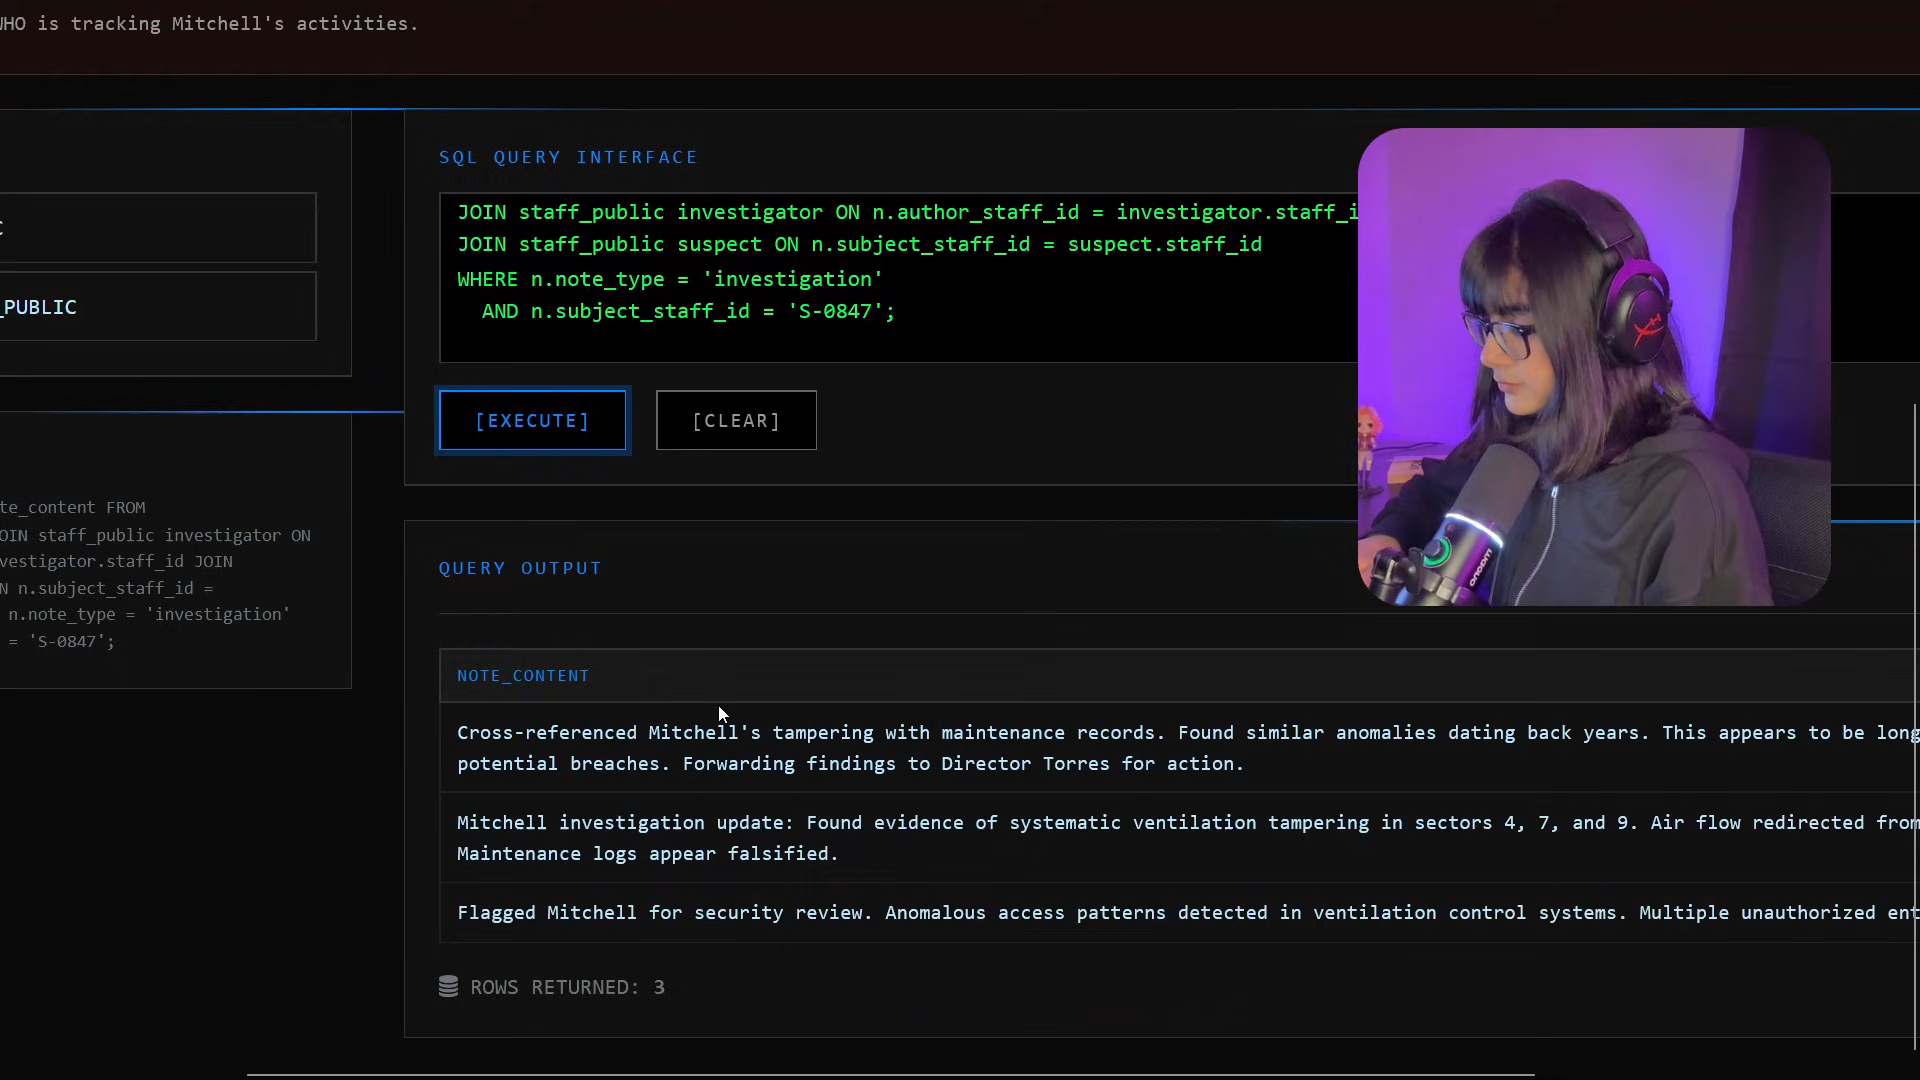 WHO is tracking Mitchell's activities.
SQL QUERY INTERFACE
JOIN staff_public investigator ON n.author_staff_id = investigator.staff_i
JOIN staff_public suspect ON n.subject_staff_id = suspect.staff_id
WHERE n.note_type = 'investigation'
AND n.subject_staff_id = 'S-0847';
_PUBLIC
[EXECUTE]
[CLEAR]
te_content FROM
OIN staff_public investigator ON
vestigator.staff_id JOIN
N n.subject_staff_id =
n.note_type = 'investigation'
= 'S-0847';
QUERY OUTPUT
NOTE_CONTENT
Cross-referenced Mitchell's tampering with maintenance records. Found similar anomalies dating back years. This appears to be long
potential breaches. Forwarding findings to Director Torres for action.
Mitchell investigation update: Found evidence of systematic ventilation tampering in sectors 4, 7, and 9. Air flow redirected from
Maintenance logs appear falsified.
Flagged Mitchell for security review. Anomalous access patterns detected in ventilation control systems. Multiple unauthorized ent
ROWS RETURNED: 3
maono